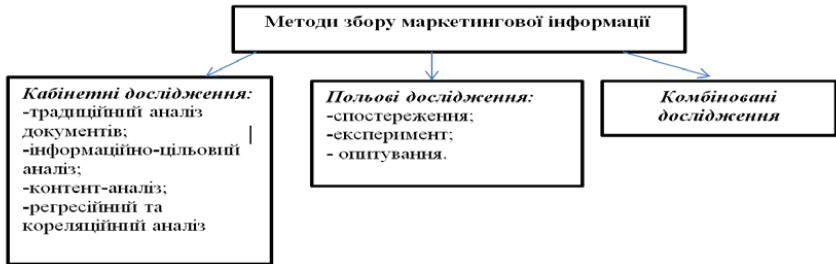 Методи збору маркетингової інформації
Кабінетні дослідження:
-традиційний аналіз
документів;
-інформаційно-цільовий
аналіз;
-контент-аналіз;
-регресійний та
кореляційний аналіз
Польові дослідження:
-спостереження;
-експеримент;
- опитування.
Комбіновані
дослідження